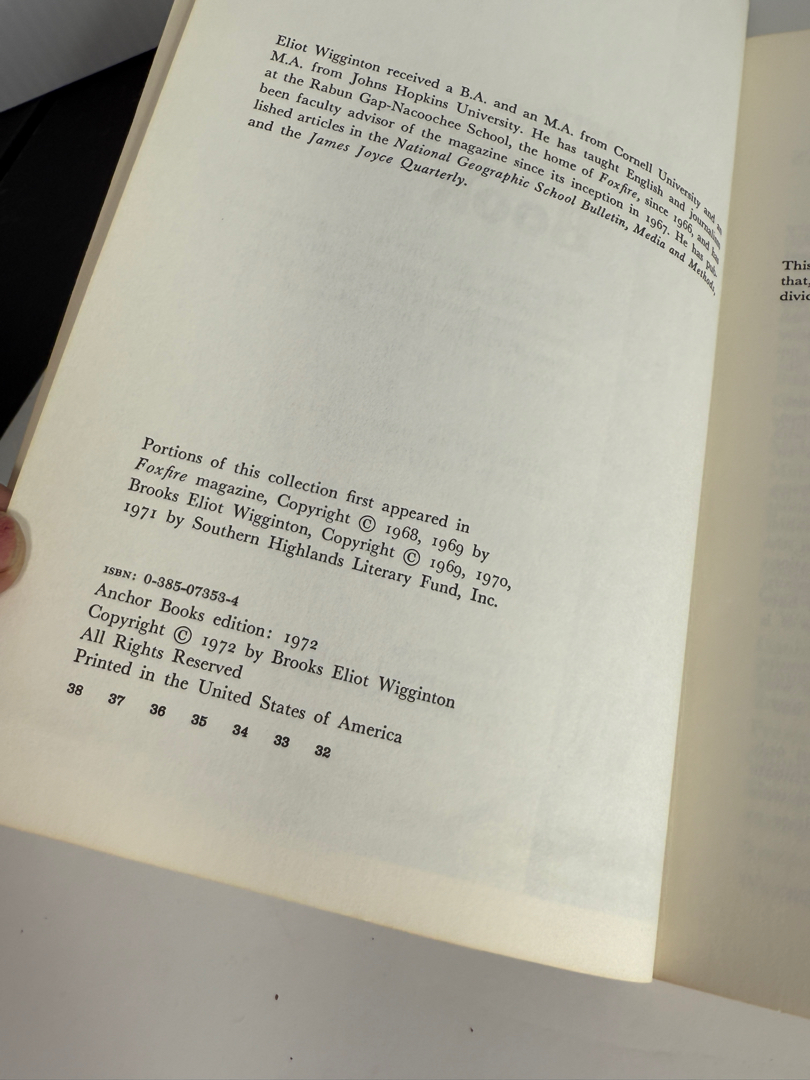 Eliot Wigginton received a B.A. and an M.A. from Cornell University and an
M.A. from Johns Hopkins University. He has taught English and journalism
at the Rabun Gap-Nacoochee School, the home of Foxfire, since 1966, and has
been faculty advisor of the magazine since its inception in 1967. He has pub-
lished articles in the National Geographic School Bulletin, Media and Methods,
and the James Joyce Quarterly.
Portions of this collection first appeared in
Foxfire magazine, Copyright © 1968, 1969 by
Brooks Eliot Wigginton, Copyright © 1969, 1970,
1971 by Southern Highlands Literary Fund, Inc.
ISBN: 0-385-07353-4
Anchor Books edition: 1972
Copyright © 1972 by Brooks Eliot Wigginton
All Rights Reserved
Printed in the United States of America
38 37 36 35 34 33 32
This
that,